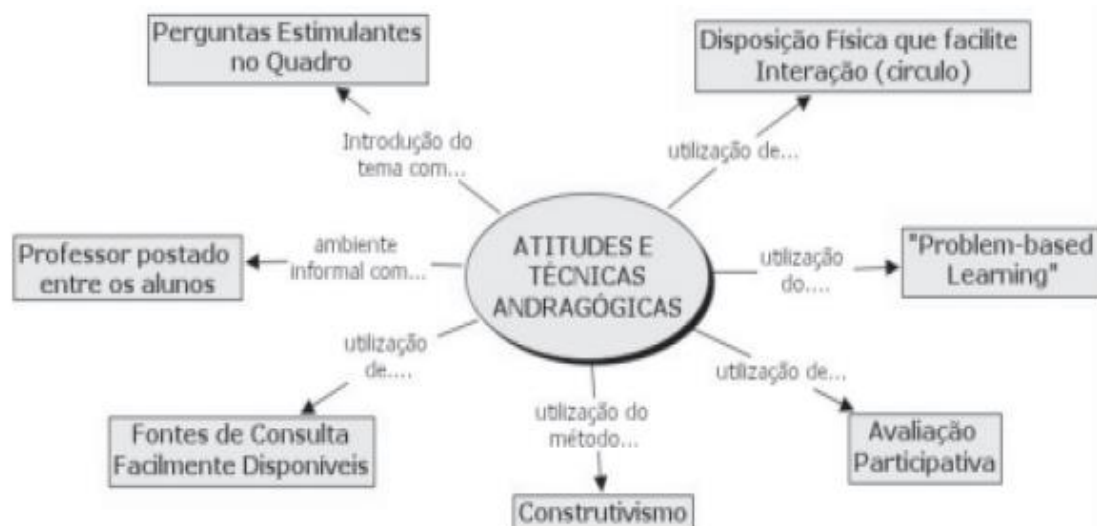 Perguntas Estimulantes
no Quadro
Disposição Física que facilite
Interação (circulo)
Introdução do
tema com...
utilização de...
Professor postado
entre os alunos
ambiente
informal com...
ATITUDES E
TÉCNICAS
ANDRAGÓGICAS
utilização
do....
"Problem-based
Learning"
utilização
de....
utilização do
método...
utilização de...
Fontes de Consulta
Facilmente Disponíveis
Construtivismo
Avaliação
Participativa